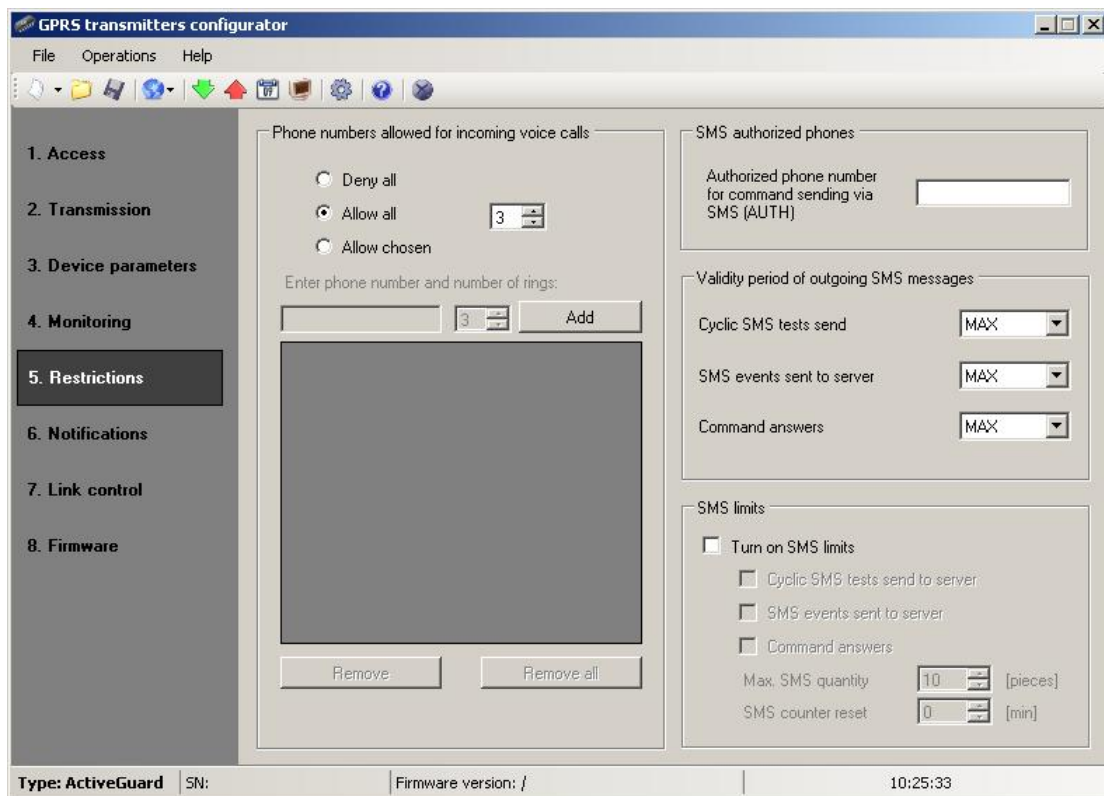 GPRS transmitters configurator
File Operations Help
1. Access
2. Transmission
3. Device parameters
4. Monitoring
5. Restrictions
6. Notifications
7. Link control
8. Firmware
Phone numbers allowed for incoming voice calls
Deny all
Allow all 3
Allow chosen
Enter phone number and number of rings:
3 Add
Remove Remove all
SMS authorized phones
Authorized phone number
for command sending via
SMS (AUTH)
Validity period of outgoing SMS messages
Cyclic SMS tests send MAX
SMS events sent to server MAX
Command answers MAX
SMS limits
Turn on SMS limits
Cyclic SMS tests send to server
SMS events sent to server
Command answers
Max. SMS quantity 10 [pieces]
SMS counter reset 0 [min]
Type: ActiveGuard SN: Firmware version: / 10:25:33